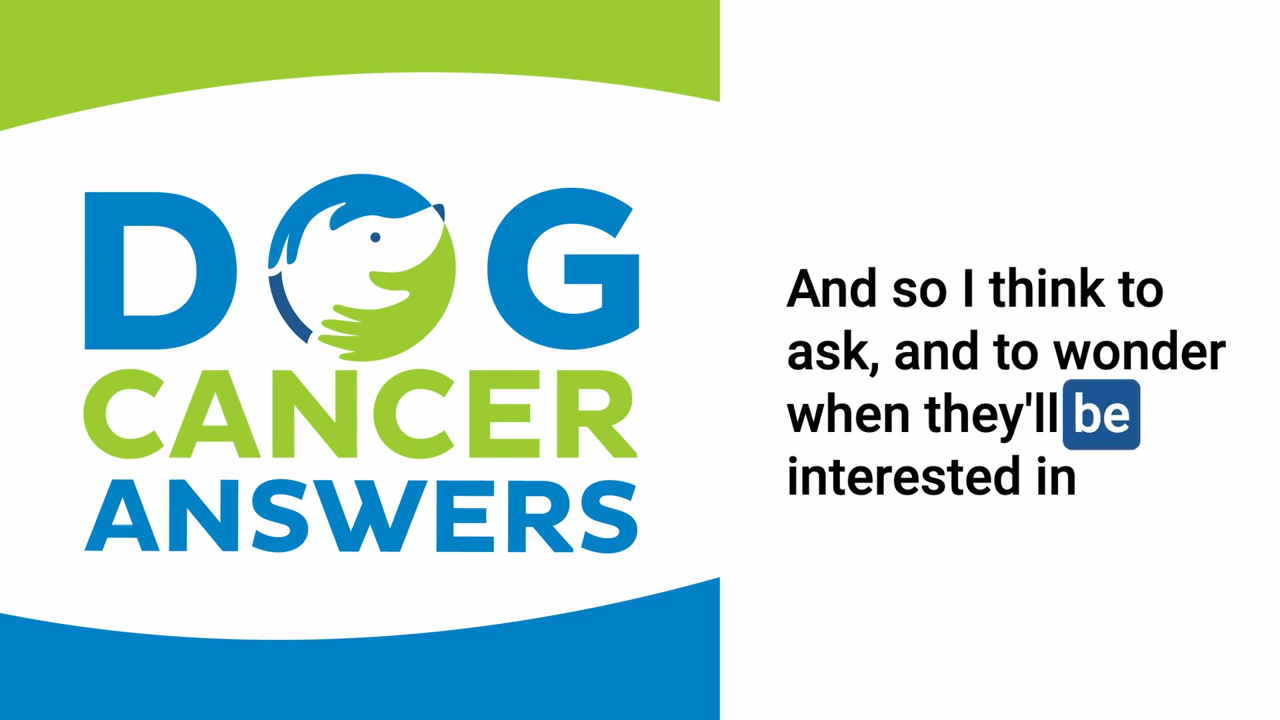 DOG
CANCER
ANSWERS
And so I think to
ask, and to wonder
when they'll be
interested in